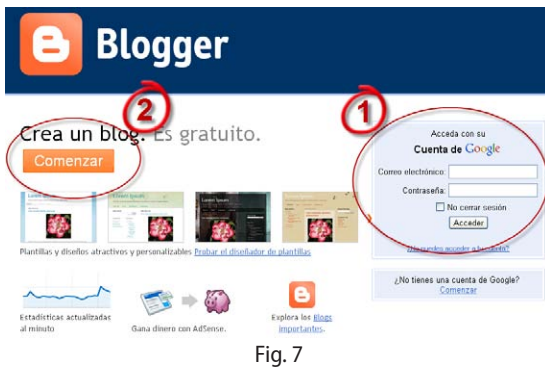 Blogger
2
1
Crea un blog. Es gratuito.
Comenzar
Acceda con su
Cuenta de Google
Correo electrónico:
Contraseña:
No cerrar sesión
Acceder
¿No puedes acceder a tu cuenta?
Plantillas y diseños atractivos y personalizables Probar el diseñador de plantillas
¿No tienes una cuenta de Google?
Comenzar
Estadísticas actualizadas
al minuto
Gana dinero con AdSense.
Explora los Blogs
importantes.
Fig. 7